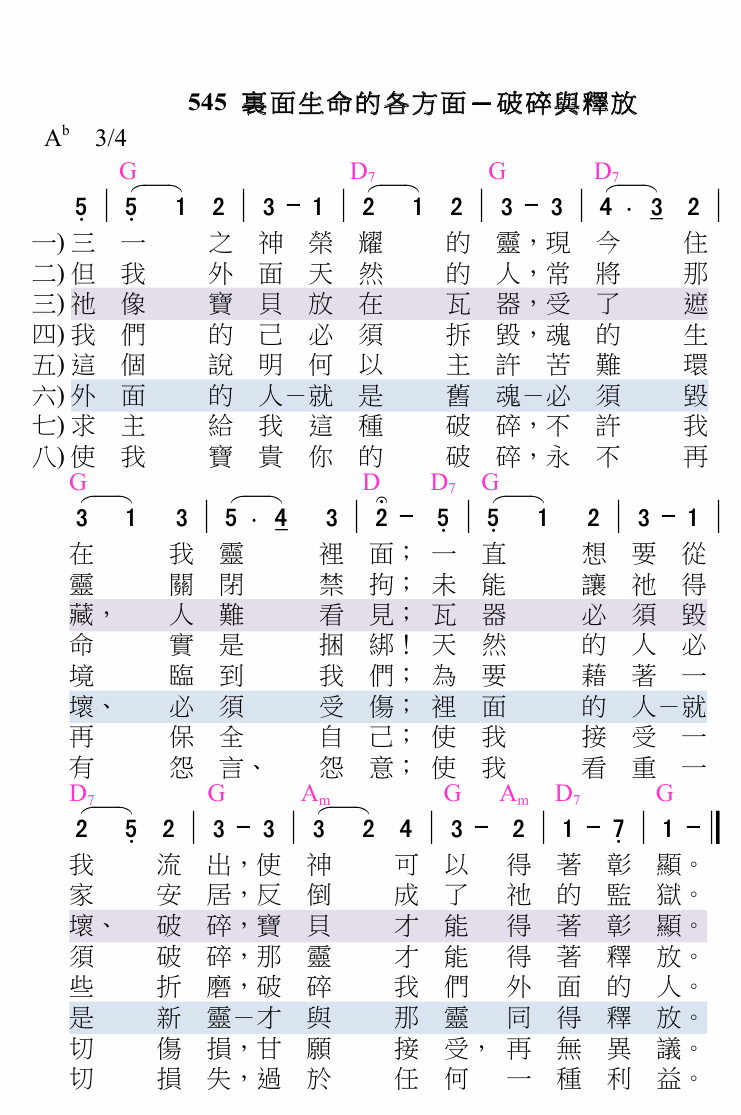 545 裏面生命的各方面－破碎與釋放
Ab 3/4
G D7 G D7
5 | 5 1 2 | 3 – 1 | 2 1 2 | 3 – 3 | 4 . 3 2 |
一) 三一之神榮耀的靈，現今住
二) 但我外面天然的人，常將那
三) 祂像寶貝放在瓦器，受了遮
四) 我們的己必須拆毀，魂的生
五) 這個說明何以主許苦難環
六) 外面的人－就是舊魂－必須毀
七) 求主給我這種破碎，不許我
八) 使我寶貴你的破碎，永不再
G D D7 G
3 1 3 | 5 . 4 3 | 2 – 5 | 5 1 2 | 3 – 1 |
在我靈裡面；一直想要從
靈關閉禁拘；未能讓祂得
藏，人難看見；瓦器必須毀
命實是捆綁！天然的人必
境臨到我們；為要藉著一
壞、必須受傷；裡面的人－就
再保全自己；使我接受一
有怨言、怨意；使我看重一
D7 G Am G Am D7 G
2 5 2 | 3 – 3 | 3 2 4 | 3 – 2 | 1 – 7 | 1 – ‖
我流出，使神可以得著彰顯。
家安居，反倒成了祂的監獄。
壞、破碎，寶貝才能得著彰顯。
須破碎，那靈才能得著釋放。
些折磨，破碎我們外面的人。
是新靈－才與那靈同得釋放。
切傷損，甘願接受，再無異議。
切損失，過於任何一種利益。